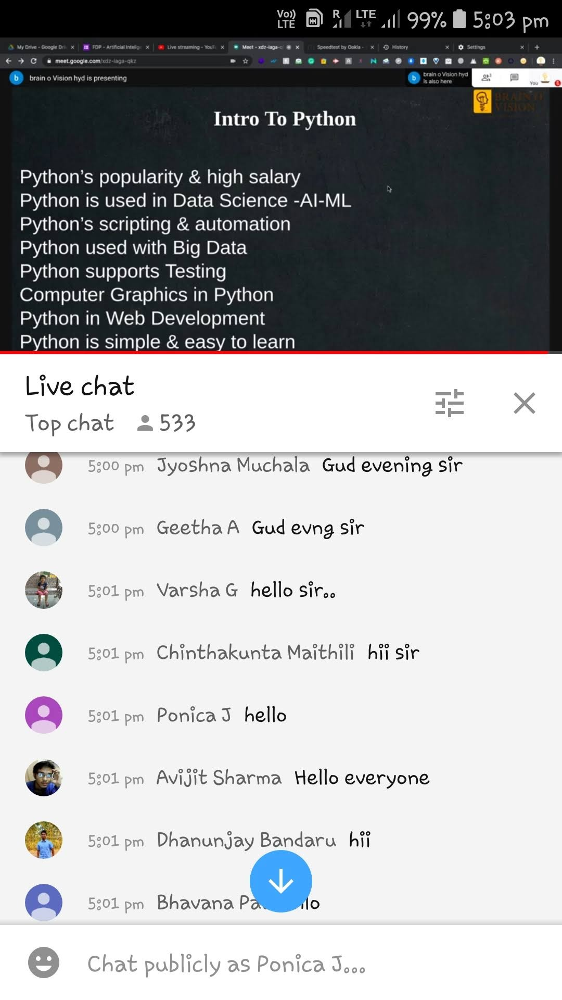 Vo)) LTE R LTE 99% 5:03 pm
My Drive - Google Dri FDP - Artificial Intelig Live streaming - YouTu Meet - xdz-iaga-q Speedtest by Ookla - History Settings
meet.google.com/xdz-iaga-qkz
b brain o Vision hyd is presenting
b brain o Vision hyd
is also here
3
You
BRAIN O
VISION
Intro To Python
Python’s popularity & high salary
Python is used in Data Science -AI-ML
Python’s scripting & automation
Python used with Big Data
Python supports Testing
Computer Graphics in Python
Python in Web Development
Python is simple & easy to learn
Live chat
Top chat 533
5:00 pm Jyoshna Muchala Gud evening sir
5:00 pm Geetha A Gud evng sir
5:01 pm Varsha G hello sir..
5:01 pm Chinthakunta Maithili hii sir
5:01 pm Ponica J hello
5:01 pm Avijit Sharma Hello everyone
5:01 pm Dhanunjay Bandaru hii
5:01 pm Bhavana
Chat publicly as Ponica J...